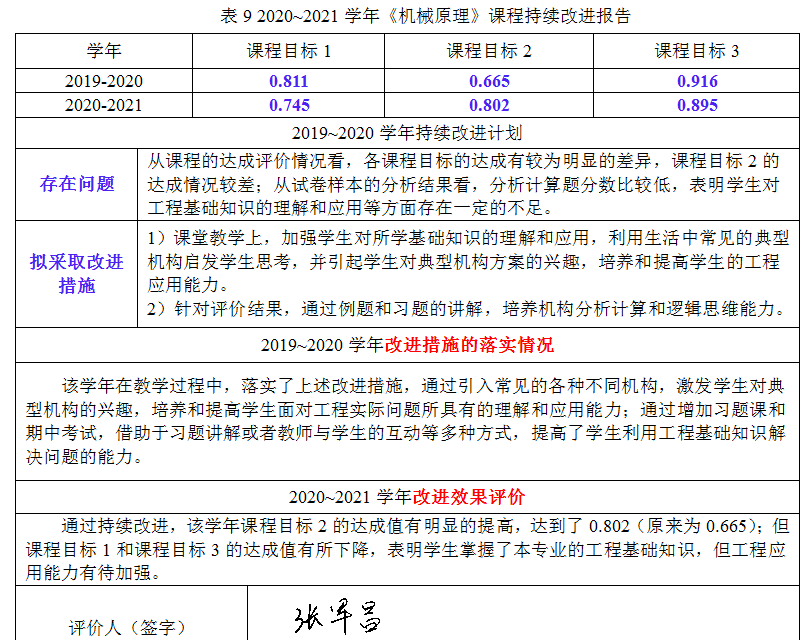 表 9 2020~2021 学年《机械原理》课程持续改进报告
学年 课程目标 1 课程目标 2 课程目标 3
2019-2020 0.811 0.665 0.916
2020-2021 0.745 0.802 0.895
2019~2020 学年持续改进计划
存在问题
从课程的达成评价情况看，各课程目标的达成有较为明显的差异，课程目标 2 的
达成情况较差；从试卷样本的分析结果看，分析计算题分数比较低，表明学生对
工程基础知识的理解和应用等方面存在一定的不足。
拟采取改进
措施
1）课堂教学上，加强学生对所学基础知识的理解和应用，利用生活中常见的典型
机构启发学生思考，并引起学生对典型机构方案的兴趣，培养和提高学生的工程
应用能力。
2）针对评价结果，通过例题和习题的讲解，培养机构分析计算和逻辑思维能力。
2019~2020 学年改进措施的落实情况
该学年在教学过程中，落实了上述改进措施，通过引入常见的各种不同机构，激发学生对典
型机构的兴趣，培养和提高学生面对工程实际问题所具有的理解和应用能力；通过增加习题课和
期中考试，借助于习题讲解或者教师与学生的互动等多种方式，提高了学生利用工程基础知识解
决问题的能力。
2020~2021 学年改进效果评价
通过持续改进，该学年课程目标 2 的达成值有明显的提高，达到了 0.802（原来为 0.665）；但
课程目标 1 和课程目标 3 的达成值有所下降，表明学生掌握了本专业的工程基础知识，但工程应
用能力有待加强。
评价人（签字） 张军昌